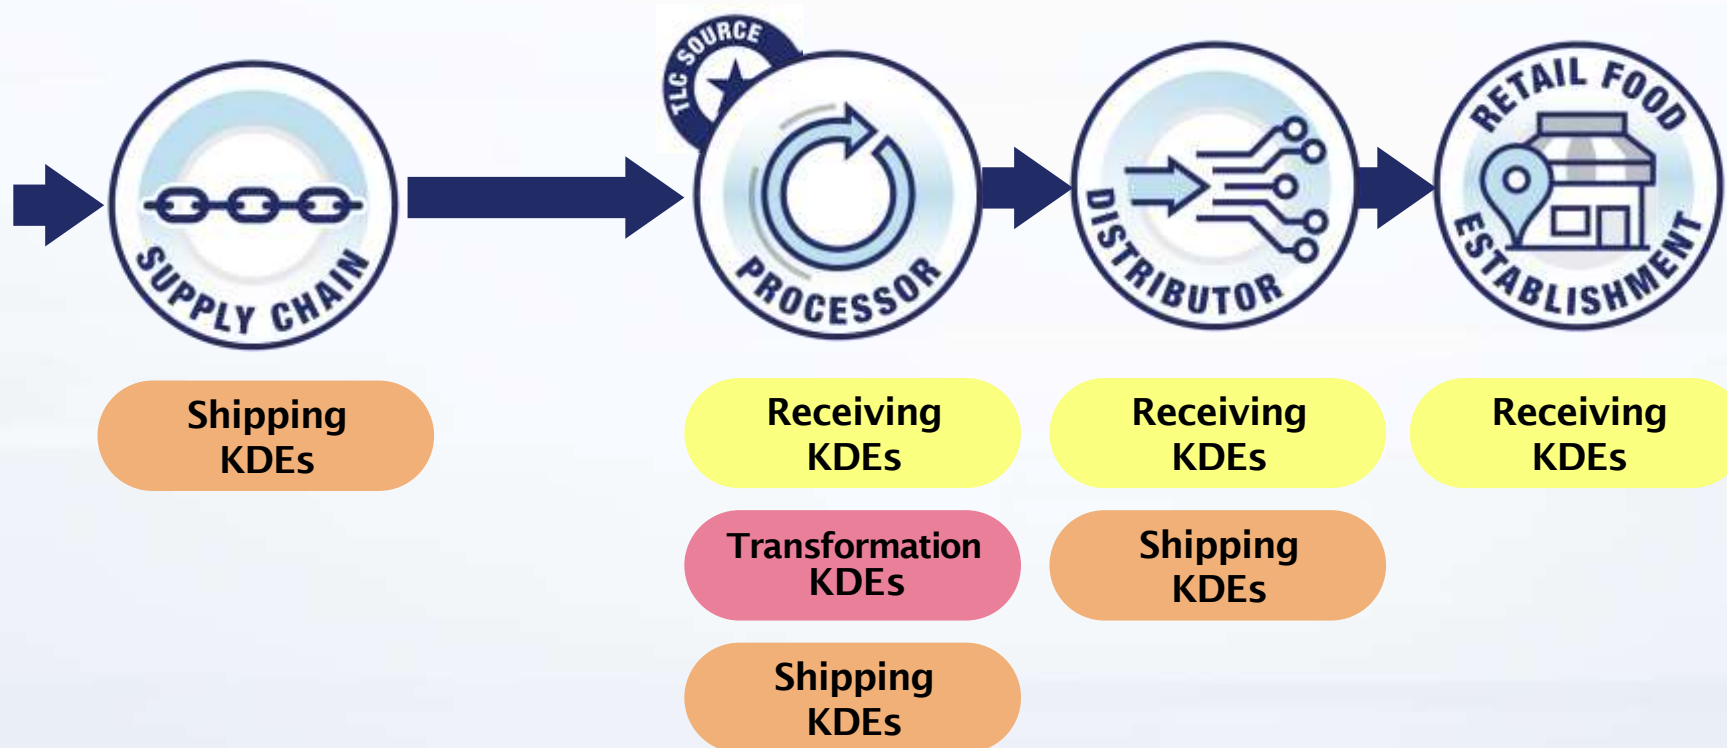 TLC SOURCE
SUPPLY CHAIN
PROCESSOR
DISTRIBUTOR
RETAIL FOOD
ESTABLISHMENT
Shipping
KDEs
Receiving
KDEs
Transformation
KDEs
Shipping
KDEs
Receiving
KDEs
Shipping
KDEs
Receiving
KDEs